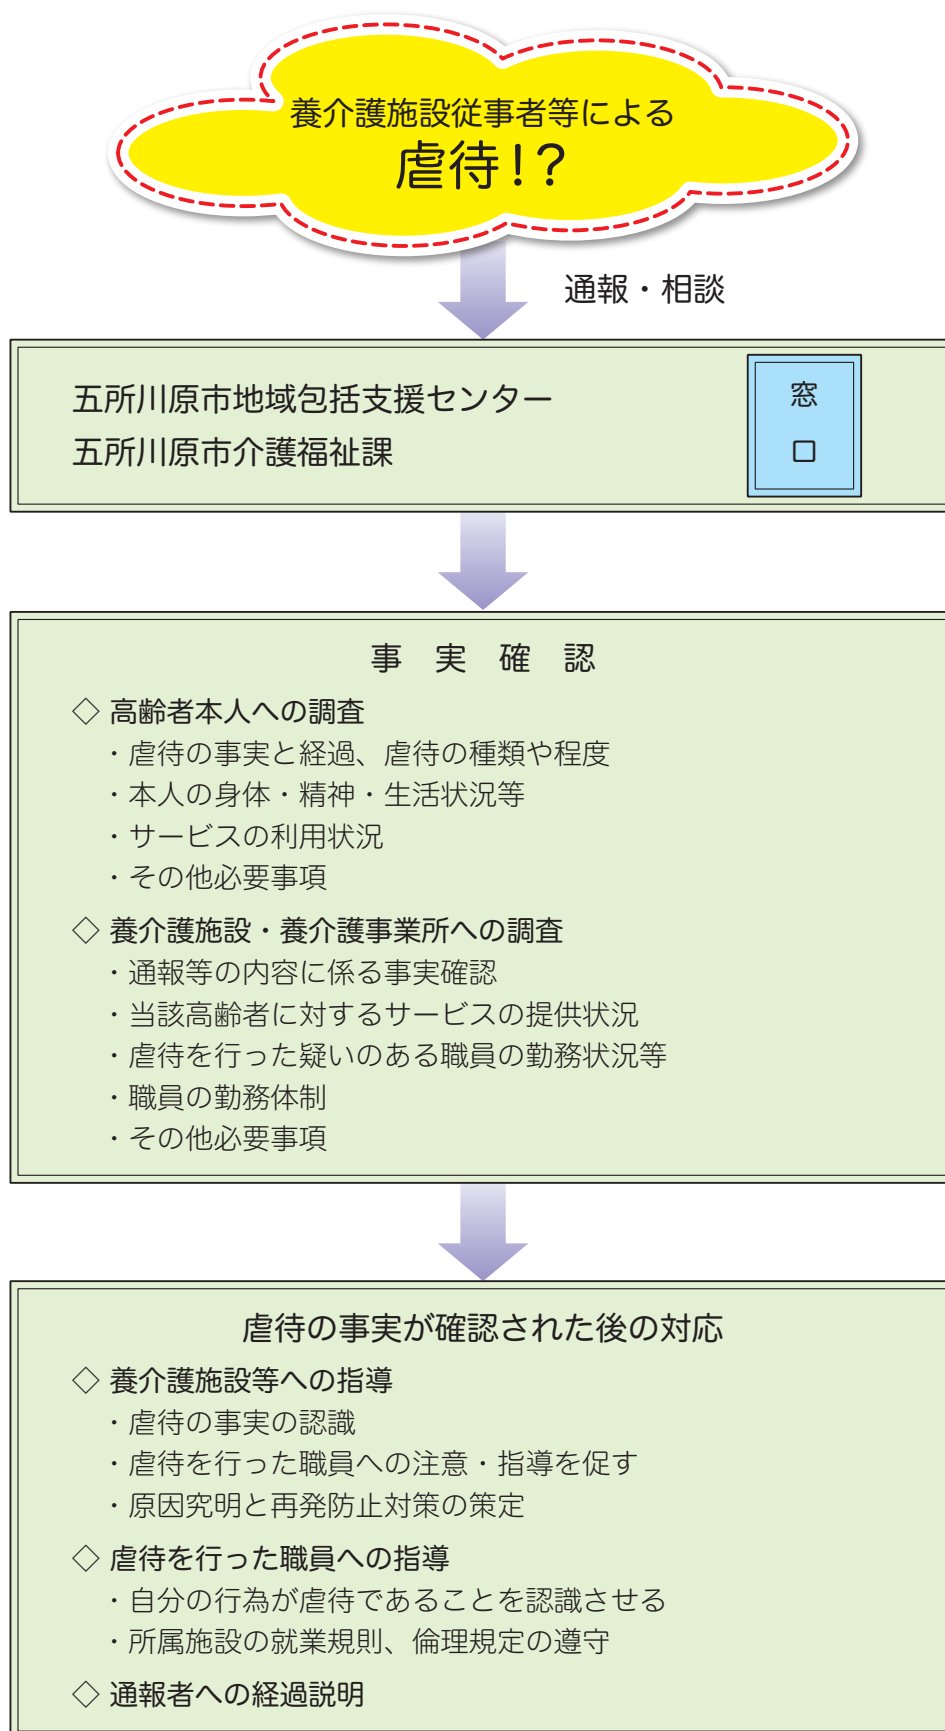 養介護施設従事者等による
虐待!?
通報・相談
五所川原市地域包括支援センター
五所川原市介護福祉課
窓
口
事 実 確 認
◇ 高齢者本人への調査
・虐待の事実と経過、虐待の種類や程度
・本人の身体・精神・生活状況等
・サービスの利用状況
・その他必要事項
◇ 養介護施設・養介護事業所への調査
・通報等の内容に係る事実確認
・当該高齢者に対するサービスの提供状況
・虐待を行った疑いのある職員の勤務状況等
・職員の勤務体制
・その他必要事項
虐待の事実が確認された後の対応
◇ 養介護施設等への指導
・虐待の事実の認識
・虐待を行った職員への注意・指導を促す
・原因究明と再発防止対策の策定
◇ 虐待を行った職員への指導
・自分の行為が虐待であることを認識させる
・所属施設の就業規則、倫理規定の遵守
◇ 通報者への経過説明